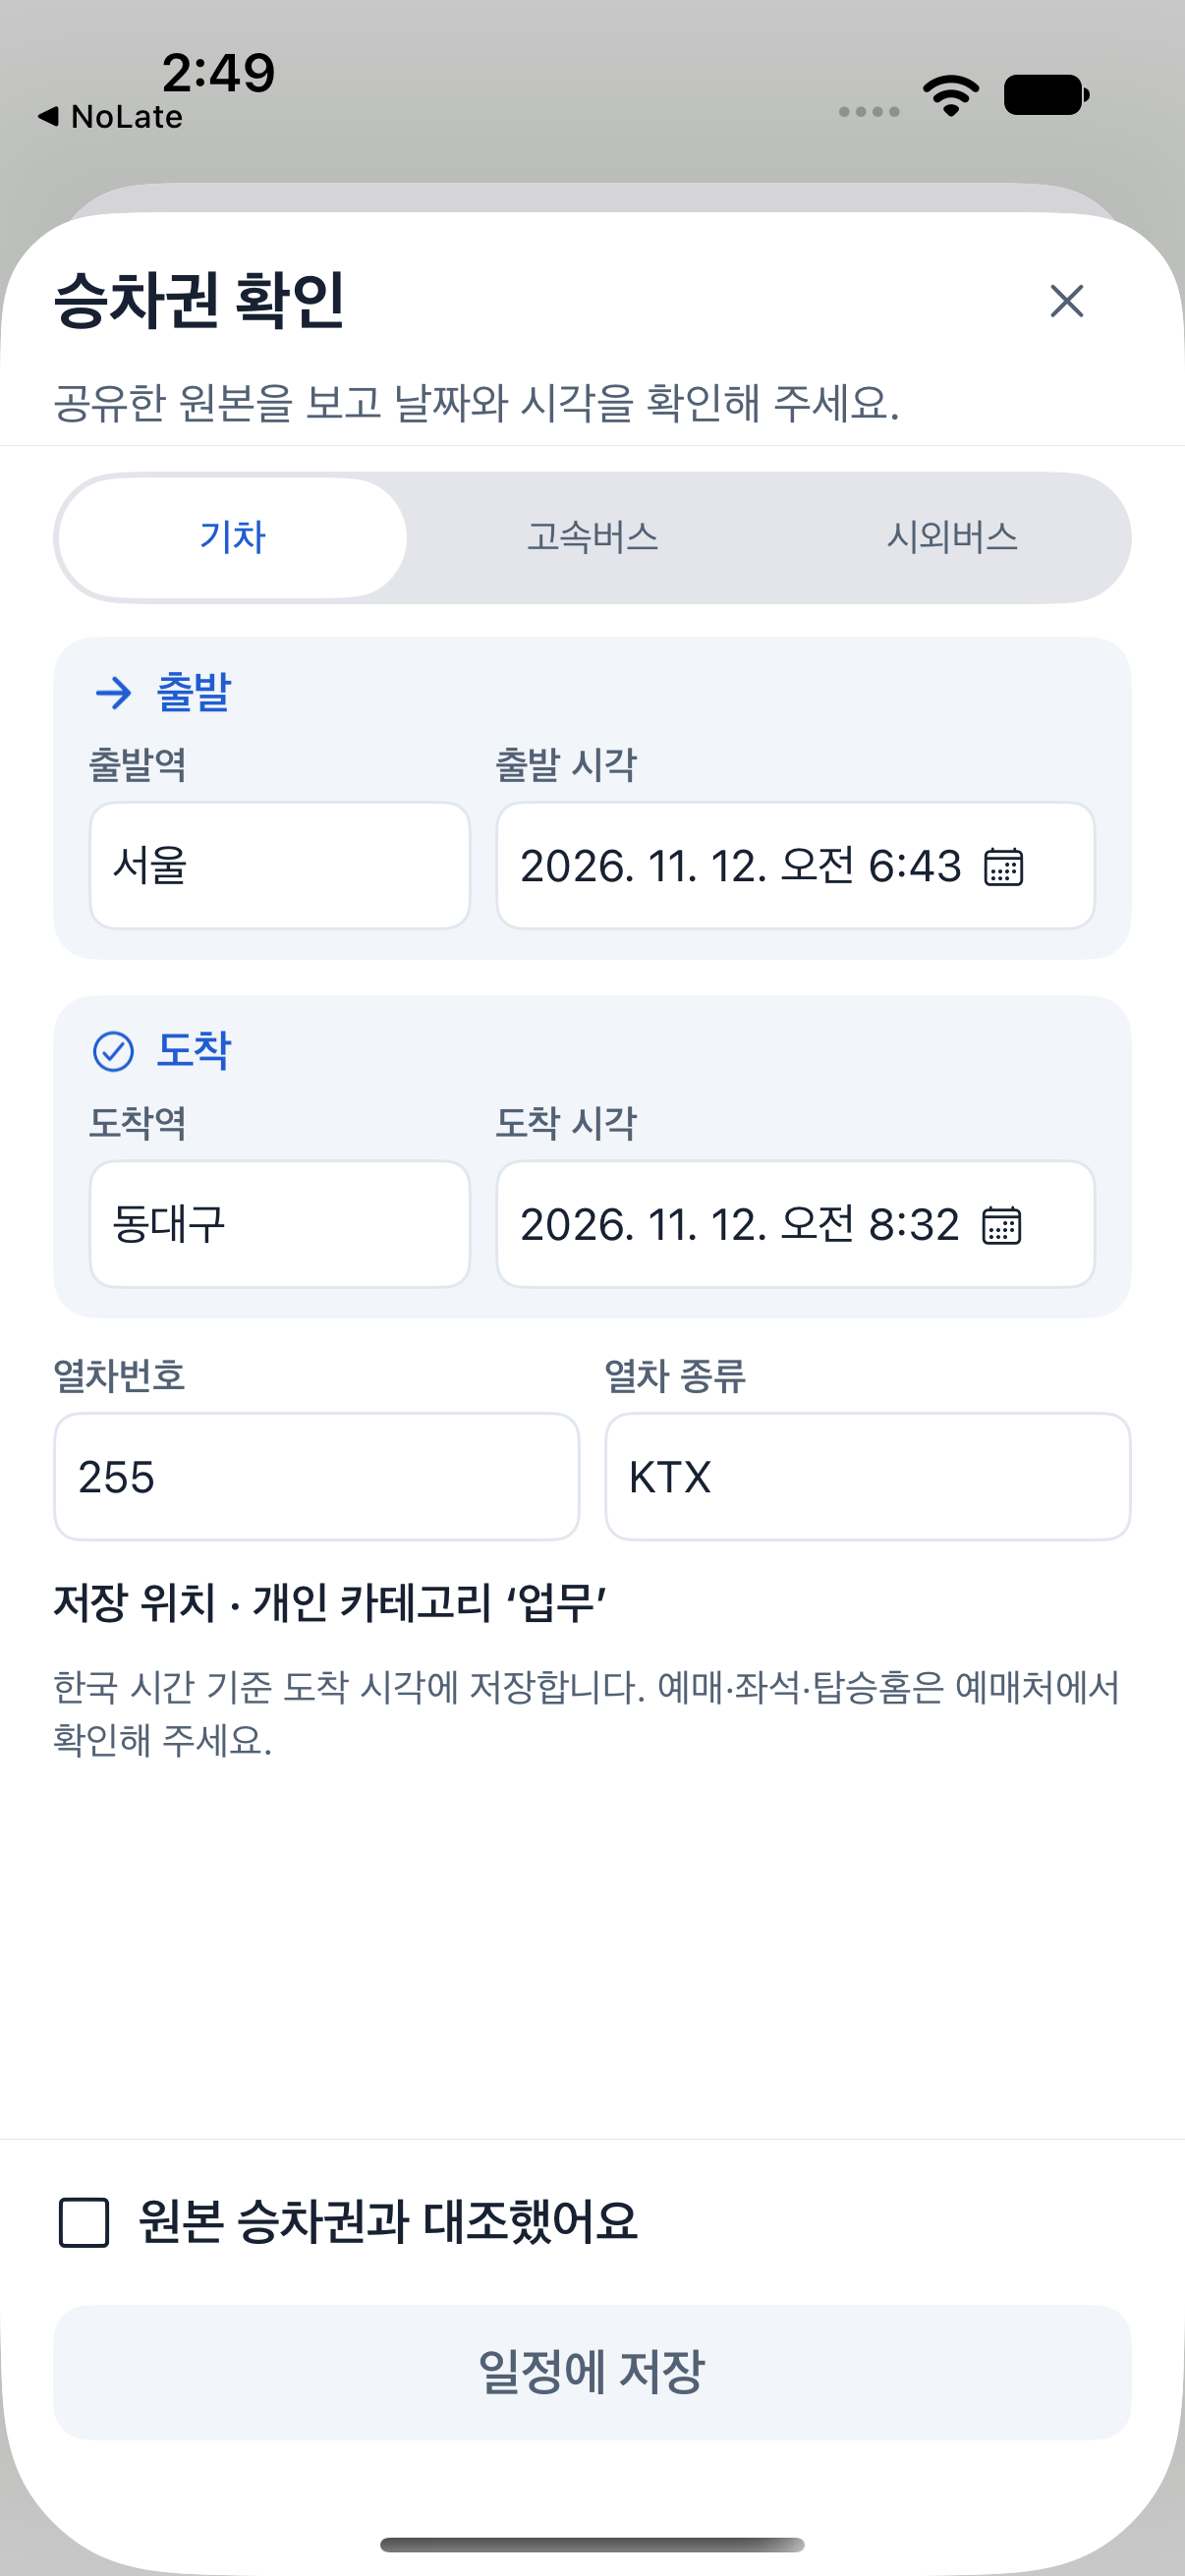 2:49
◀ NoLate
승차권 확인
공유한 원본을 보고 날짜와 시각을 확인해 주세요.
기차 고속버스 시외버스
출발
출발역 출발 시각
서울 2026. 11. 12. 오전 6:43
도착
도착역 도착 시각
동대구 2026. 11. 12. 오전 8:32
열차번호 열차 종류
255 KTX
저장 위치 · 개인 카테고리 ‘업무’
한국 시간 기준 도착 시각에 저장합니다. 예매·좌석·탑승홈은 예매처에서
확인해 주세요.
원본 승차권과 대조했어요
일정에 저장